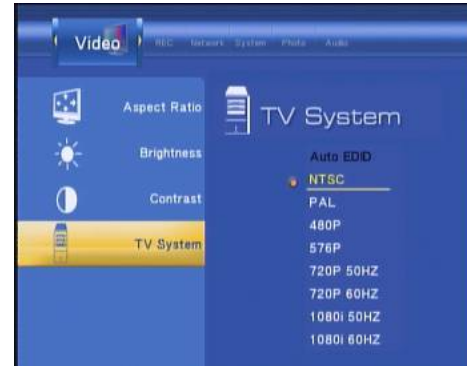 Video REC Network System Photo Audio
Aspect Ratio
Brightness
Contrast
TV System
TV System
Auto EDID
NTSC
PAL
480P
576P
720P 50HZ
720P 60HZ
1080i 50HZ
1080i 60HZ